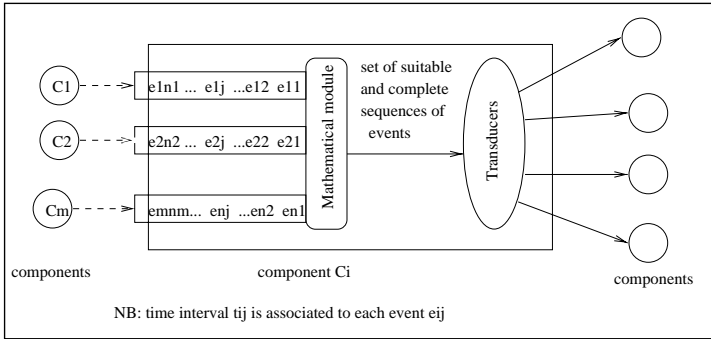 C1
e1n1 ... e1j ...e12 e11
C2
e2n2 ... e2j ...e22 e21
Cm
emnm... enj ...en2 en1
Mathematical module
set of suitable
and complete
sequences of
events
Transducers
components
component Ci
components
NB: time interval tij is associated to each event eij